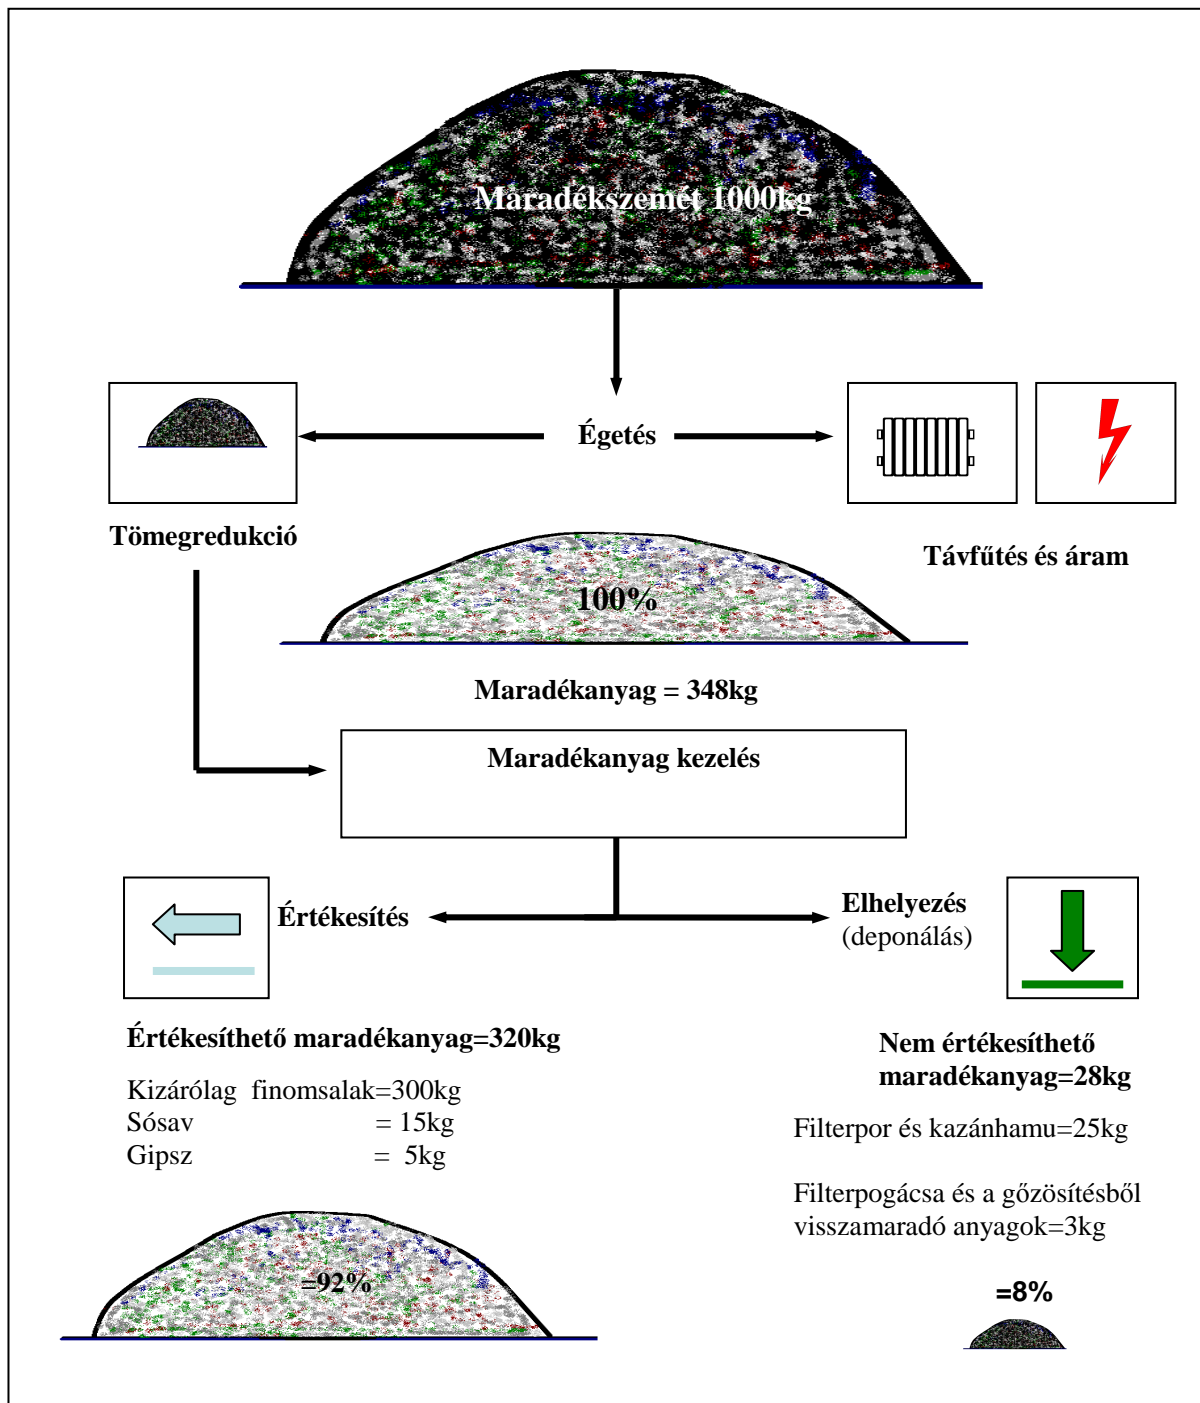 Maradékszemét 1000kg
Égetés
Tömegredukció
Távfűtés és áram
100%
Maradékanyag = 348kg
Maradékanyag kezelés
Értékesítés
Elhelyezés
(deponálás)
Értékesíthető maradékanyag=320kg
Kizárólag finomsalak=300kg
Sósav = 15kg
Gipsz = 5kg
=92%
Nem értékesíthető
maradékanyag=28kg
Filterpor és kazánhamu=25kg
Filterpogácsa és a gőzösítésből
visszamaradó anyagok=3kg
=8%